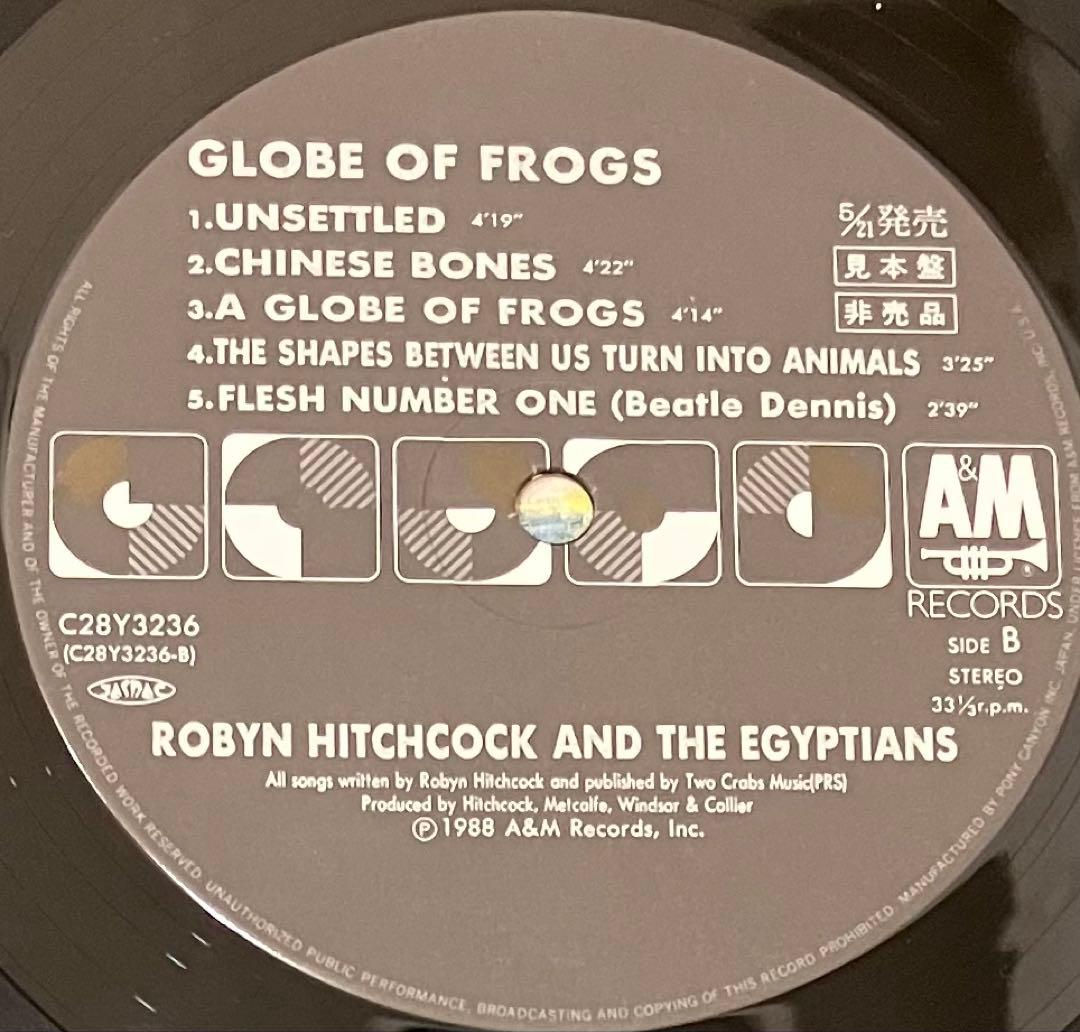 GLOBE OF FROGS
1.UNSETTLED 4'19"
5/21発売
2.CHINESE BONES 4'22"
見本盤
3.A GLOBE OF FROGS 4'14"
非売品
4.THE SHAPES BETWEEN US TURN INTO ANIMALS 3'25"
5.FLESH NUMBER ONE (Beatle Dennis) 2'39"
A&M
RECORDS
C28Y3236
(C28Y3236-B)
JASRAC
SIDE B
STEREO
33⅓r.p.m.
ROBYN HITCHCOCK AND THE EGYPTIANS
All songs written by Robyn Hitchcock and published by Two Crabs Music(PRS)
Produced by Hitchcock, Metcalfe, Windsor & Collier
Ⓟ1988 A&M Records, Inc.
ALL RIGHTS OF THE MANUFACTURER AND OF THE OWNER OF THE RECORDED WORK RESERVED. UNAUTHORIZED PUBLIC PERFORMANCE, BROADCASTING AND COPYING OF THIS RECORD PROHIBITED. MANUFACTURED BY PONY CANYON INC. JAPAN, UNDER LICENCE FROM A&M RECORDS, INC. U.S.A.